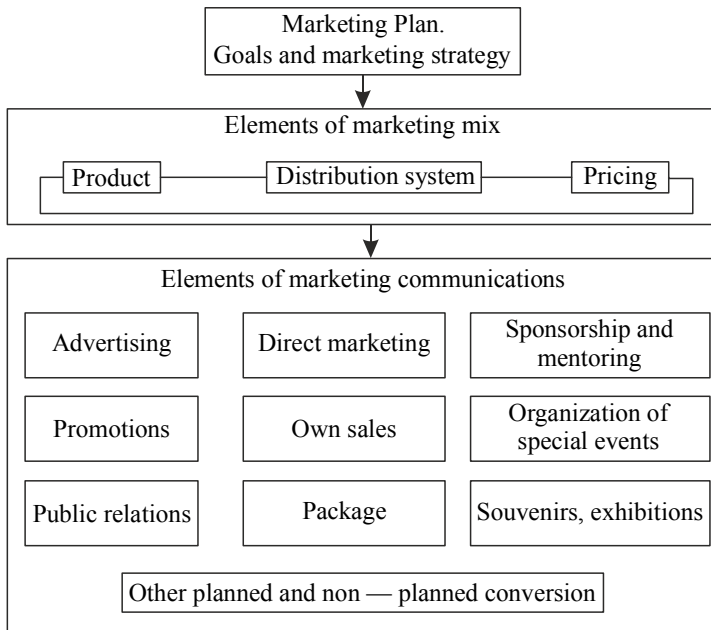 Marketing Plan.
Goals and marketing strategy
Elements of marketing mix
Product
Distribution system
Pricing
Elements of marketing communications
Advertising
Direct marketing
Sponsorship and
mentoring
Promotions
Own sales
Organization of
special events
Public relations
Package
Souvenirs, exhibitions
Other planned and non — planned conversion